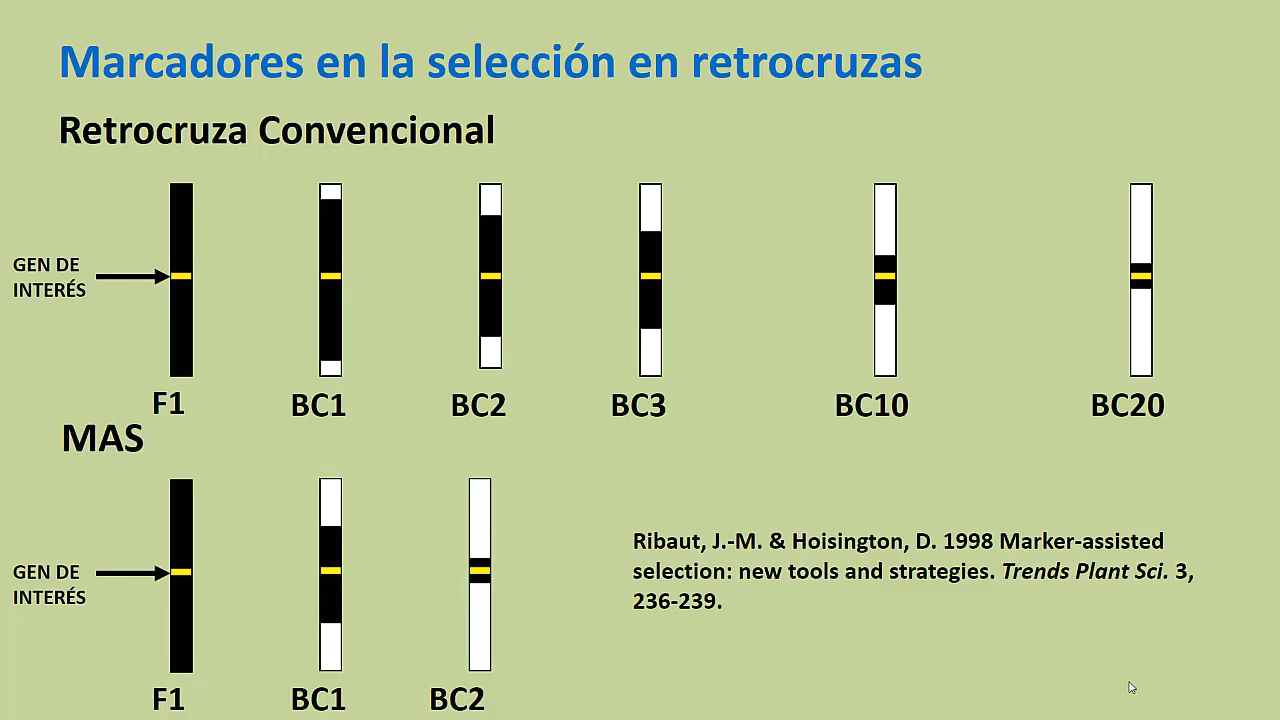 Marcadores en la selección en retrocruzas
Retrocruza Convencional
GEN DE
INTERÉS
F1
BC1
BC2
BC3
BC10
BC20
MAS
GEN DE
INTERÉS
Ribaut, J.-M. & Hoisington, D. 1998 Marker-assisted
selection: new tools and strategies. Trends Plant Sci. 3,
236-239.
F1
BC1
BC2